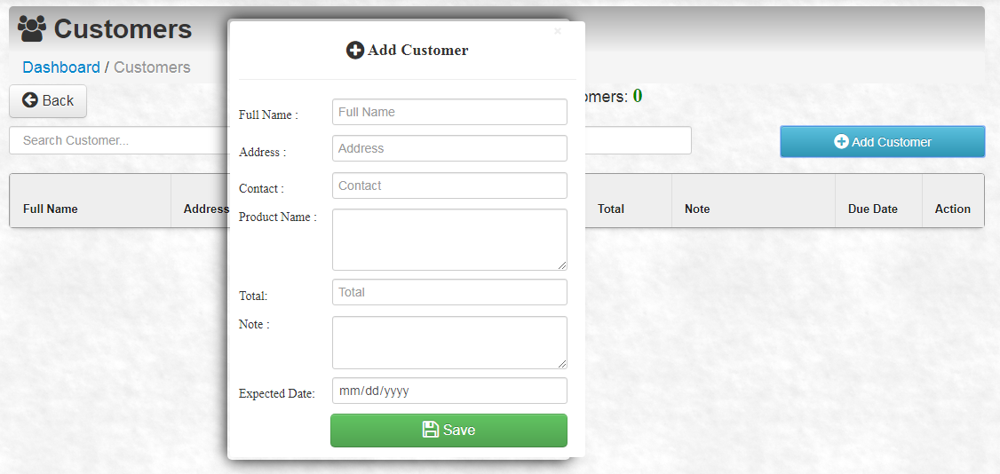 Customers
Dashboard / Customers
Back
omers: 0
Search Customer...
Add Customer
Full Name
Address
Total
Note
Due Date
Action
×
Add Customer
Full Name :
Full Name
Address :
Address
Contact :
Contact
Product Name :
Total:
Total
Note :
Expected Date:
mm/dd/yyyy
Save